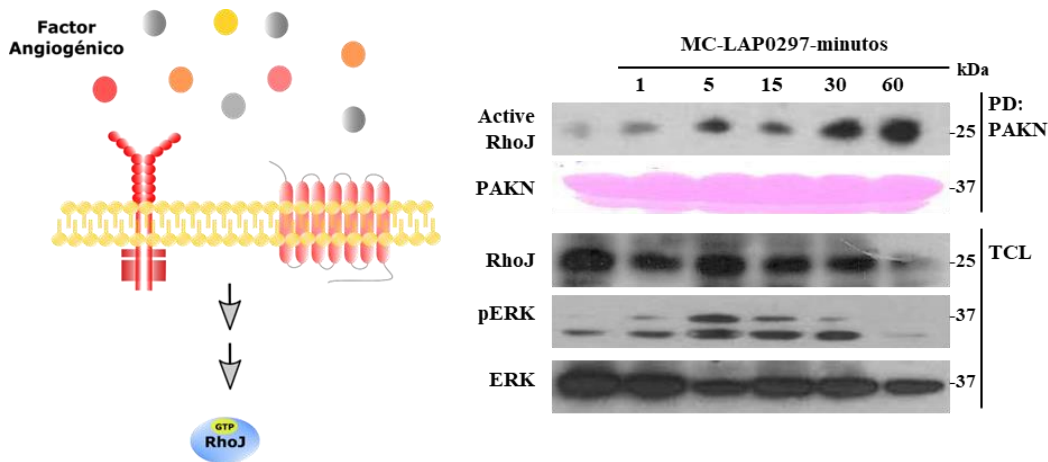 Factor
Angiogénico
GTP
RhoJ
MC-LAP0297-minutos
1 5 15 30 60 kDa
Active
RhoJ
-25
PD:
PAKN
PAKN
-37
RhoJ
-25
TCL
pERK
-37
ERK
-37